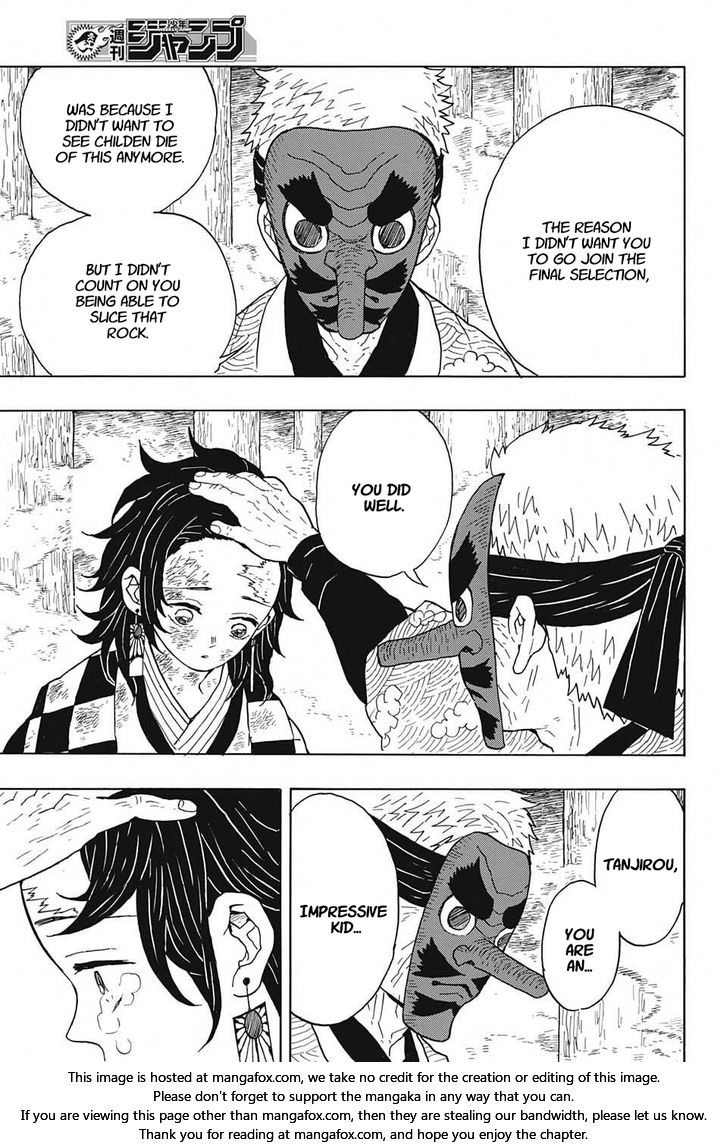 週刊
少年
ジャンプ
THE REASON
I DIDN'T WANT YOU
TO GO JOIN THE
FINAL SELECTION,
WAS BECAUSE I
DIDN'T WANT TO
SEE CHILDEN DIE
OF THIS ANYMORE.
BUT I DIDN'T
COUNT ON YOU
BEING ABLE TO
SLICE THAT
ROCK.
YOU DID
WELL.
TANJIROU,
YOU
ARE
AN...
IMPRESSIVE
KID...
This image is hosted at mangafox.com, we take no credit for the creation or editing of this image.
Please don't forget to support the mangaka in any way that you can.
If you are viewing this page other than mangafox.com, then they are stealing our bandwidth, please let us know.
Thank you for reading at mangafox.com, and hope you enjoy the chapter.